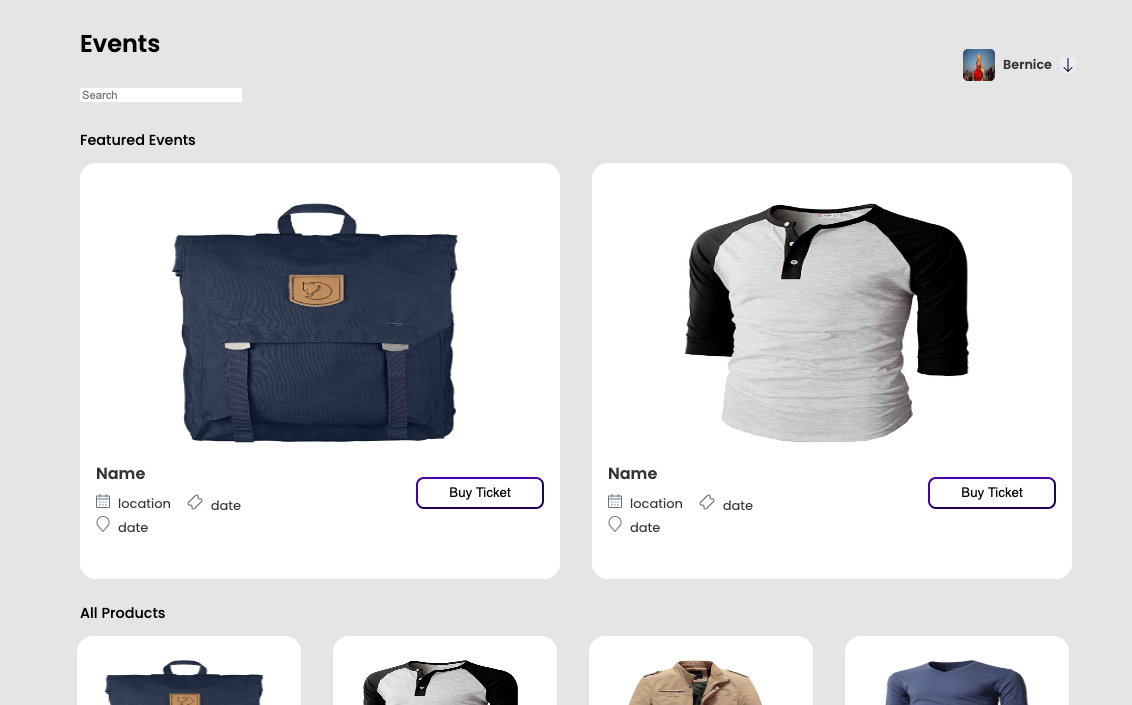 Events
Bernice
Search
Featured Events
Name
location date
date
Buy Ticket
Name
location date
date
Buy Ticket
All Products